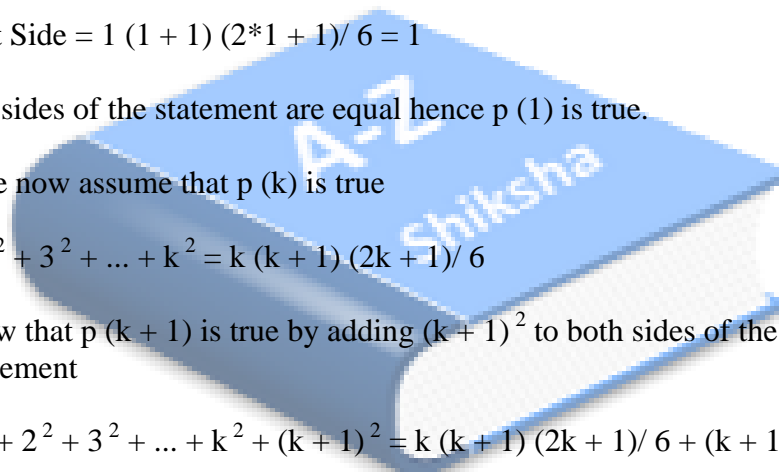 t Side = 1 (1 + 1) (2*1 + 1)/ 6 = 1
sides of the statement are equal hence p (1) is true.
e now assume that p (k) is true
2 + 3 2 + ... + k 2 = k (k + 1) (2k + 1)/ 6
w that p (k + 1) is true by adding (k + 1) 2 to both sides of the
ement
+ 2 2 + 3 2 + ... + k 2 + (k + 1) 2 = k (k + 1) (2k + 1)/ 6 + (k + 1
A-Z
Shiksha